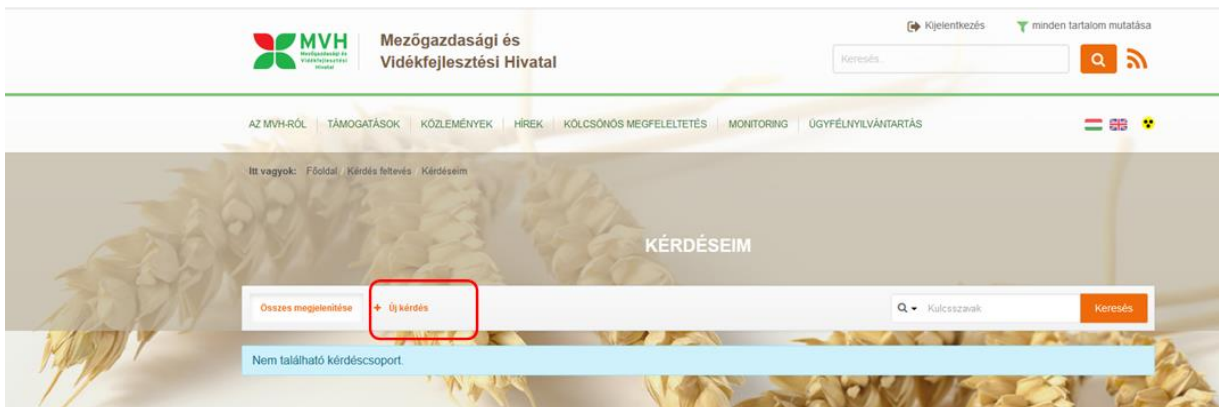 Kijelentkezés minden tartalom mutatása
MVH
Mezőgazdasági és
Vidékfejlesztési
Hivatal
Mezőgazdasági és
Vidékfejlesztési Hivatal
Keresés..
AZ MVH-RÓL TÁMOGATÁSOK KÖZLEMÉNYEK HÍREK KÖLCSÖNÖS MEGFELELTETÉS MONITORING ÜGYFÉLNYILVÁNTARTÁS
Itt vagyok: Főoldal / Kérdés feltevés / Kérdéseim
KÉRDÉSEIM
Összes megjelenítése + Új kérdés Kulcsszavak Keresés
Nem található kérdéscsoport.